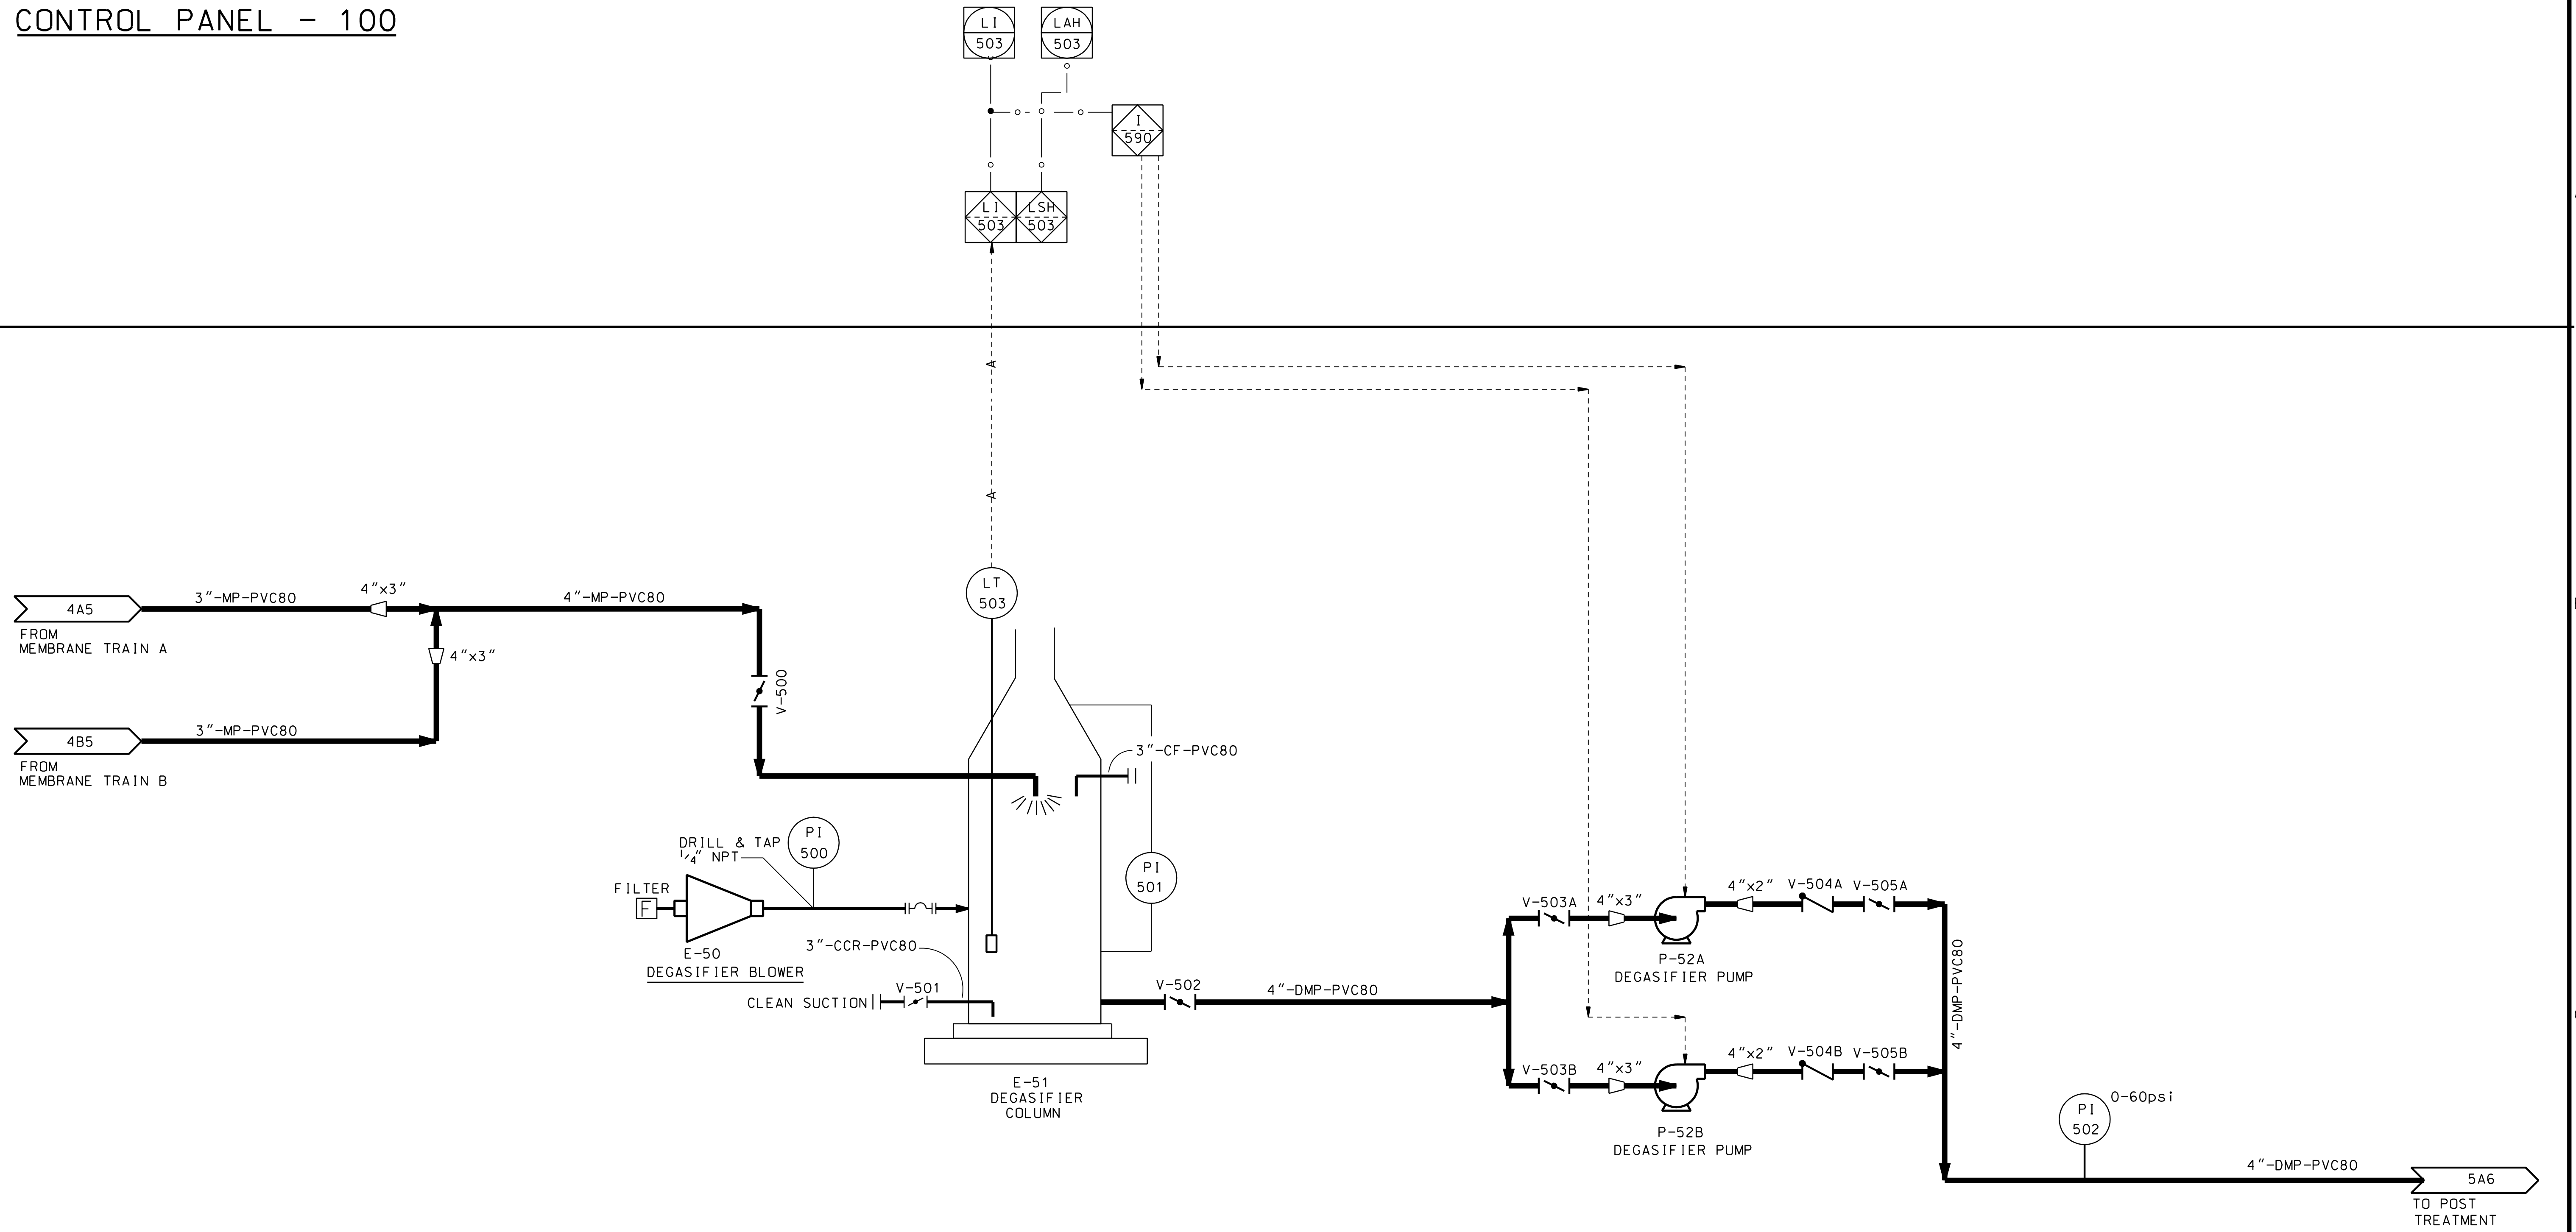 CONTROL PANEL - 100
LI
503
LAH
503
I
590
LI
503
LSH
503
A
A
LT
503
4A5
3"-MP-PVC80
4"x3"
4"-MP-PVC80
FROM
MEMBRANE TRAIN A
4"x3"
V-500
4B5
3"-MP-PVC80
FROM
MEMBRANE TRAIN B
3"-CF-PVC80
DRILL & TAP
1/4" NPT
PI
500
PI
501
FILTER
F
E-50
DEGASIFIER BLOWER
3"-CCR-PVC80
CLEAN SUCTION
V-501
V-502
4"-DMP-PVC80
E-51
DEGASIFIER
COLUMN
V-503A
4"x3"
4"x2"
V-504A
V-505A
P-52A
DEGASIFIER PUMP
4"-DMP-PVC80
V-503B
4"x3"
4"x2"
V-504B
V-505B
P-52B
DEGASIFIER PUMP
PI
502
0-60psi
4"-DMP-PVC80
5A6
TO POST
TREATMENT